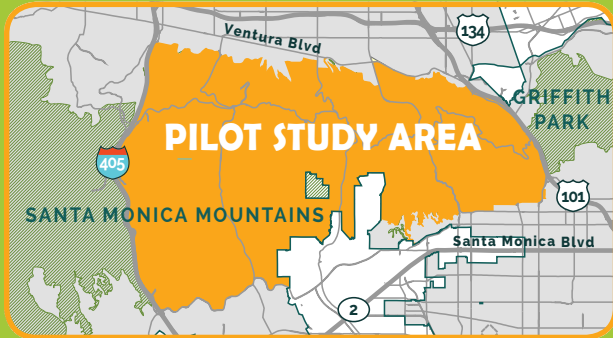 Ventura Blvd
134
GRIFFITH
PARK
PILOT STUDY AREA
405
101
SANTA MONICA MOUNTAINS
Santa Monica Blvd
2